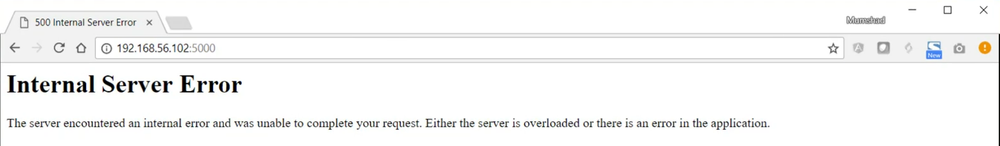 500 Internal Server Error
Mumshad
192.168.56.102:5000
New
Internal Server Error
The server encountered an internal error and was unable to complete your request. Either the server is overloaded or there is an error in the application.